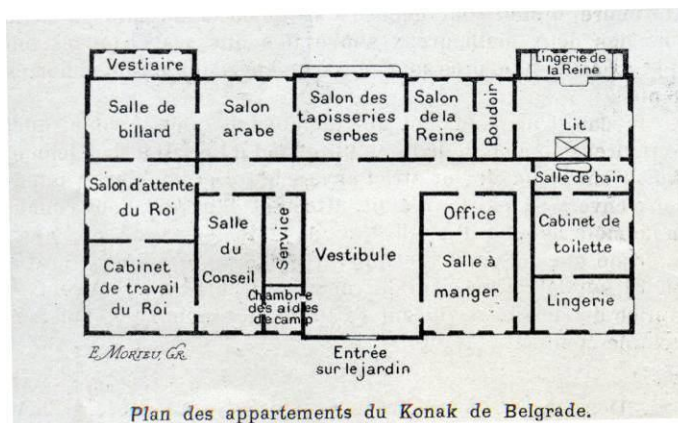 Vestiaire
Lingerie de
la Reine
Salle de
billard
Salon
arabe
Salon des
tapisseries
serbes
Salon
de la
Reine
Boudoir
Lit
Salon d'attente
du Roi
Salle de bain
Salle
du
Conseil
Service
Vestibule
Office
Cabinet de
toilette
Cabinet
de travail
du Roi
Chambre
des aides
de camp
Salle à
manger
Lingerie
E. MORIEU, GR.
Entrée
sur le jardin
Plan des appartements du Konak de Belgrade.